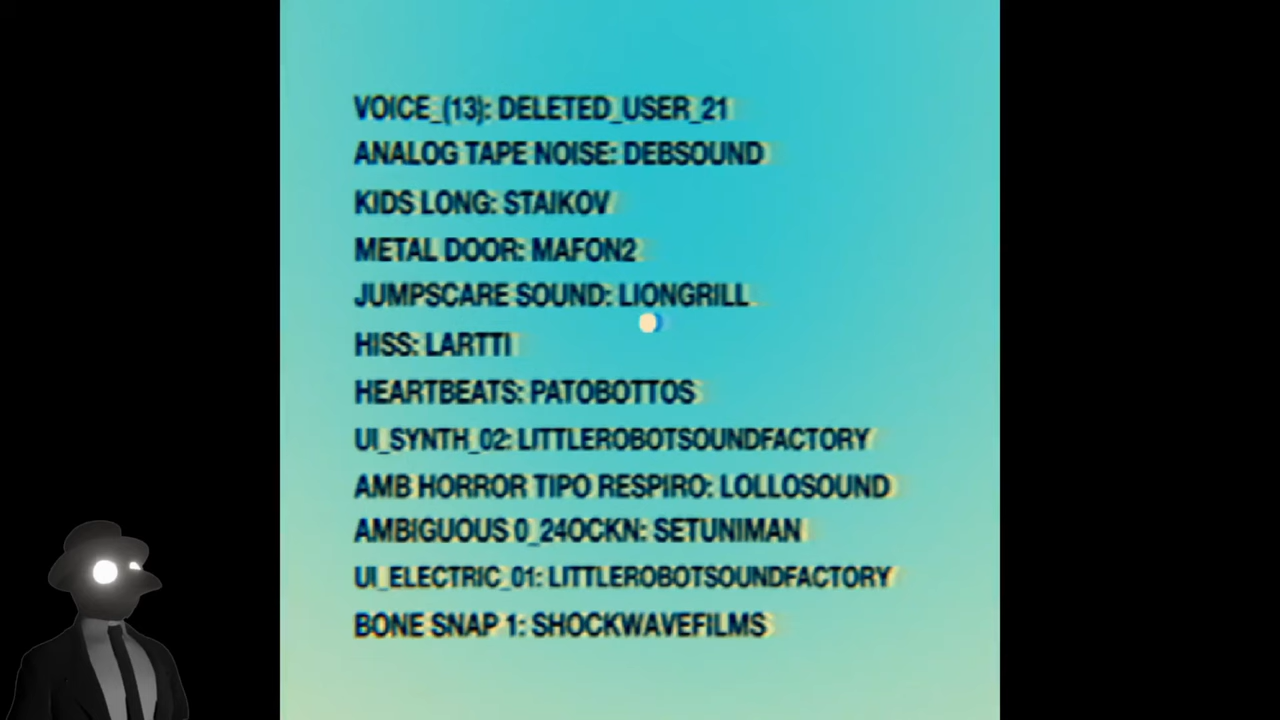 VOICE_(13): DELETED_USER_21
ANALOG TAPE NOISE: DEBSOUND
KIDS LONG: STAIKOV
METAL DOOR: MAFON2
JUMPSCARE SOUND: LIONGRILL
HISS: LARTTI
HEARTBEATS: PATOBOTTOS
UI_SYNTH_02: LITTLEROBOTSOUNDFACTORY
AMB HORROR TIPO RESPIRO: LOLLOSOUND
AMBIGUOUS 0_24OCKN: SETUNIMAN
UI_ELECTRIC_01: LITTLEROBOTSOUNDFACTORY
BONE SNAP 1: SHOCKWAVEFILMS